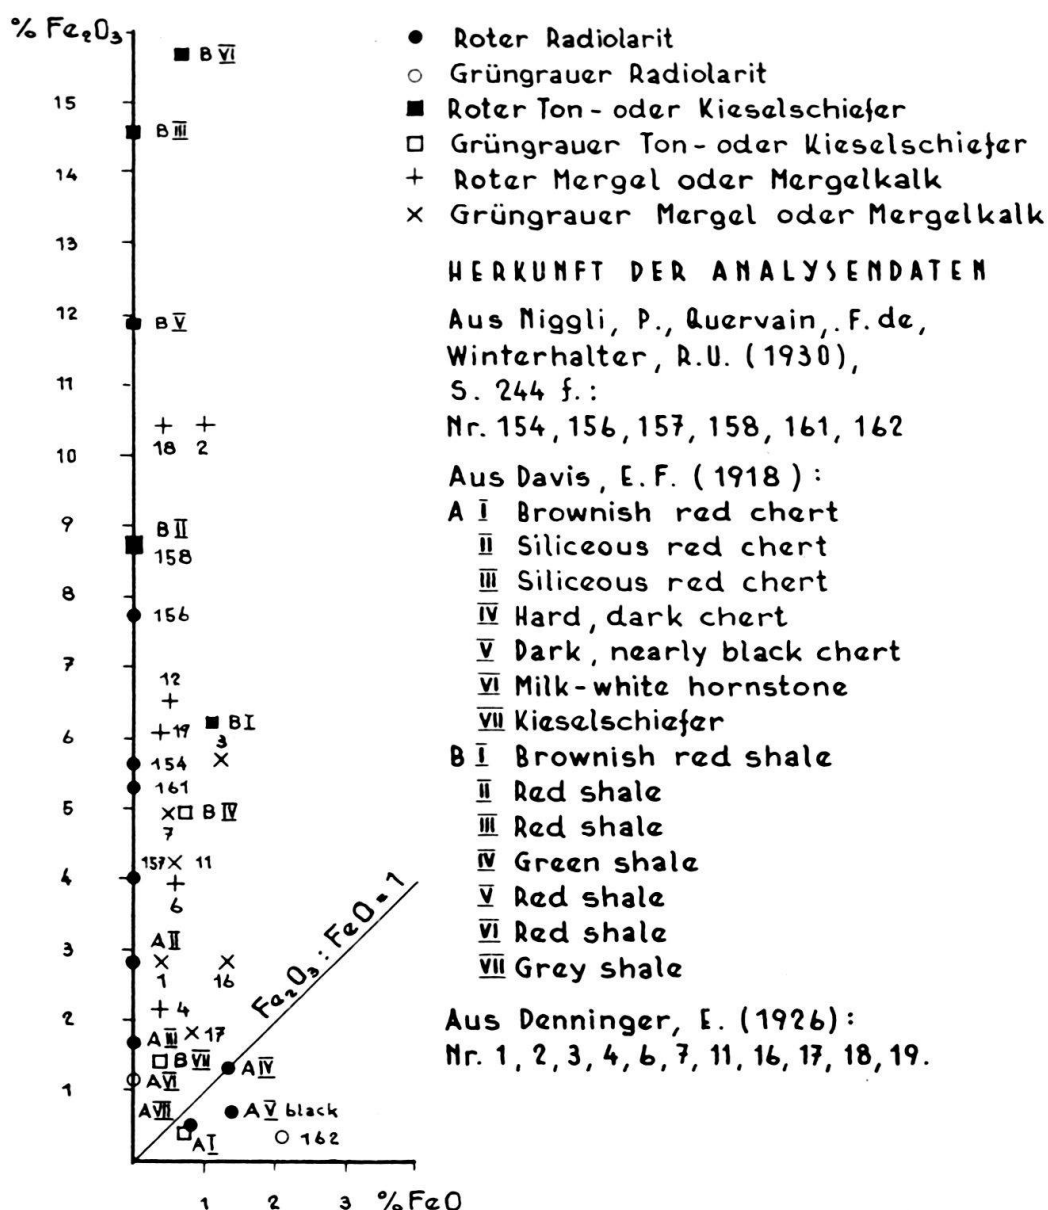 % Fe₂O₃
15
14
13
12
11
10
9
8
7
6
5
4
3
2
1
1 2 3 % FeO
B VI
B III
B V
18 2
B II
158
156
12
19
B I
3
154
161
B IV
7
157 11
6
A II
1 16
4
17
A III
B VII
A VI
A IV
A VII
A V black
A I
162
Fe₂O₃ : FeO = 1
● Roter Radiolarit
○ Grüngrauer Radiolarit
■ Roter Ton- oder Kieselschiefer
□ Grüngrauer Ton- oder Kieselschiefer
+ Roter Mergel oder Mergelkalk
× Grüngrauer Mergel oder Mergelkalk
HERKUNFT DER ANALYSENDATEN
Aus Niggli, P., Quervain, F. de,
Winterhalter, R.U. (1930),
S. 244 f.:
Nr. 154, 156, 157, 158, 161, 162
Aus Davis, E.F. (1918):
A I Brownish red chert
II Siliceous red chert
III Siliceous red chert
IV Hard, dark chert
V Dark, nearly black chert
VI Milk-white hornstone
VII Kieselschiefer
B I Brownish red shale
II Red shale
III Red shale
IV Green shale
V Red shale
VI Red shale
VII Grey shale
Aus Denninger, E. (1926):
Nr. 1, 2, 3, 4, 6, 7, 11, 16, 17, 18, 19.